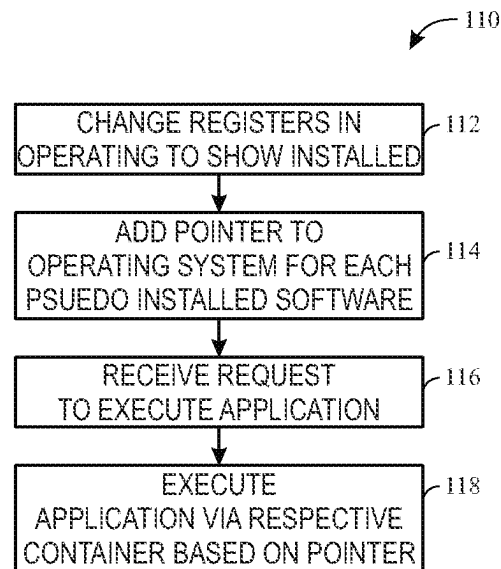 110
CHANGE REGISTERS IN
OPERATING TO SHOW INSTALLED
112
ADD POINTER TO
OPERATING SYSTEM FOR EACH
PSUEDO INSTALLED SOFTWARE
114
RECEIVE REQUEST
TO EXECUTE APPLICATION
116
EXECUTE
APPLICATION VIA RESPECTIVE
CONTAINER BASED ON POINTER
118